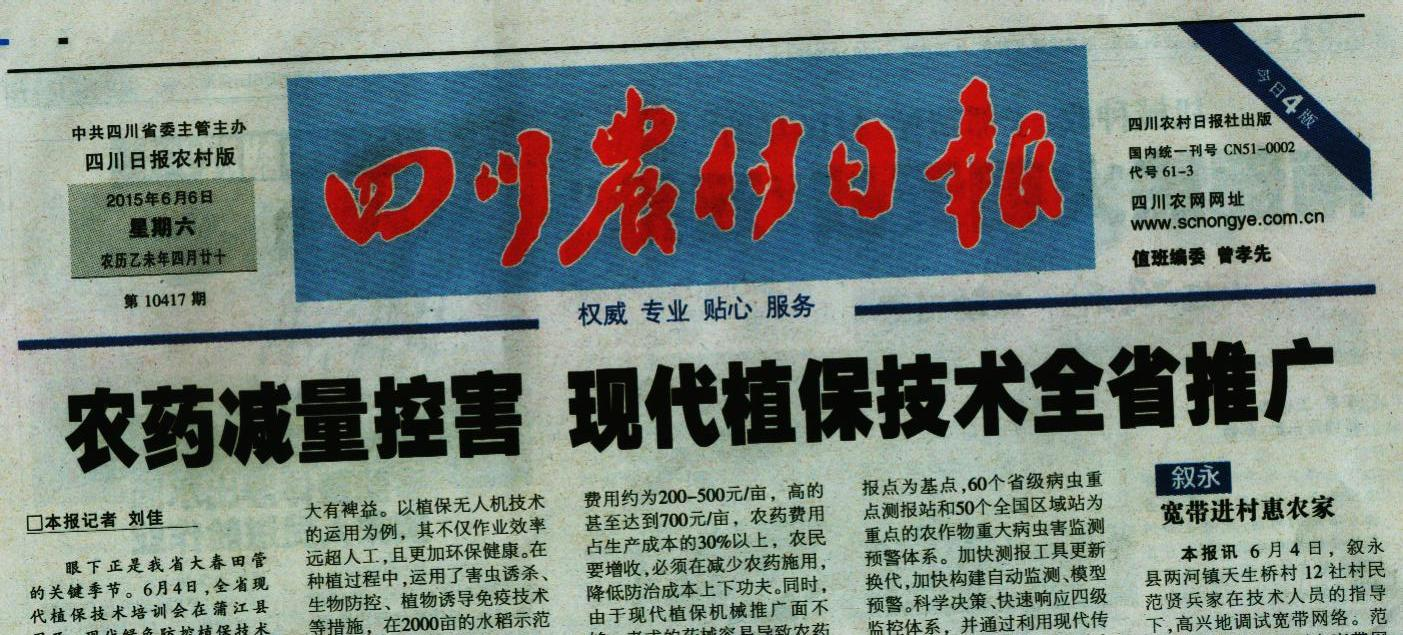 今日4版
中共四川省委主管主办
四川日报农村版
2015年6月6日
星期六
农历乙未年四月廿十
第 10417 期
四川农村日报
四川农村日报社出版
国内统一刊号 CN51-0002
代号 61-3
四川农网网址
www.scnongye.com.cn
值班编委 曾孝先
权威 专业 贴心 服务
农药减量控害 现代植保技术全省推广
□本报记者 刘佳
眼下正是我省大春田管
的关键季节。6月4日,全省现
代植保技术培训会在蒲江县
大有裨益。以植保无人机技术
的运用为例，其不仅作业效率
远超人工,且更加环保健康。在
种植过程中,运用了害虫诱杀、
生物防控、植物诱导免疫技术
等措施，在2000亩的水稻示范
费用约为200-500元/亩，高的
甚至达到700元/亩，农药费用
占生产成本的30%以上，农民
要增收,必须在减少农药施用，
降低防治成本上下功夫。同时,
由于现代植保机械推广面不
报点为基点,60个省级病虫重
点测报站和50个全国区域站为
重点的农作物重大病虫害监测
预警体系。加快测报工具更新
换代,加快构建自动监测、模型
预警。科学决策、快速响应四级
监控体系，并通过利用现代传
叙永
宽带进村惠农家
本报讯 6月4日，叙永
县两河镇天生桥村12社村民
范贤兵家在技术人员的指导
下,高兴地调试宽带网络。范